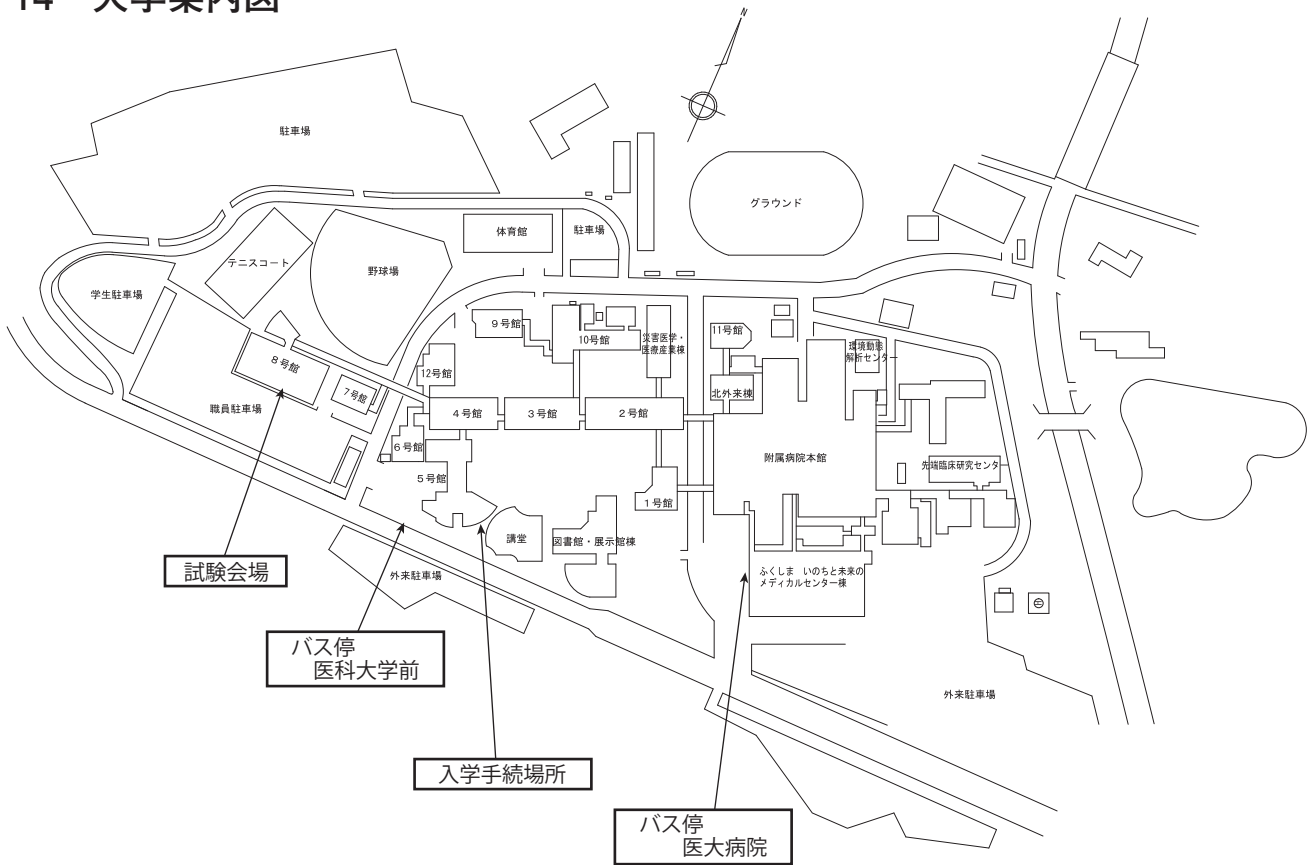 14 大学案内図
N
駐車場
グラウンド
体育館
駐車場
テニスコート
野球場
学生駐車場
9号館
10号館
災害医学・
医療産業棟
11号館
環境動態
解析センター
8号館
12号館
7号館
北外来棟
職員駐車場
4号館
3号館
2号館
6号館
附属病院本館
先端臨床研究センター
5号館
1号館
講堂
図書館・展示館棟
試験会場
外来駐車場
ふくしま いのちと未来の
メディカルセンター棟
バス停
医科大学前
外来駐車場
入学手続場所
バス停
医大病院